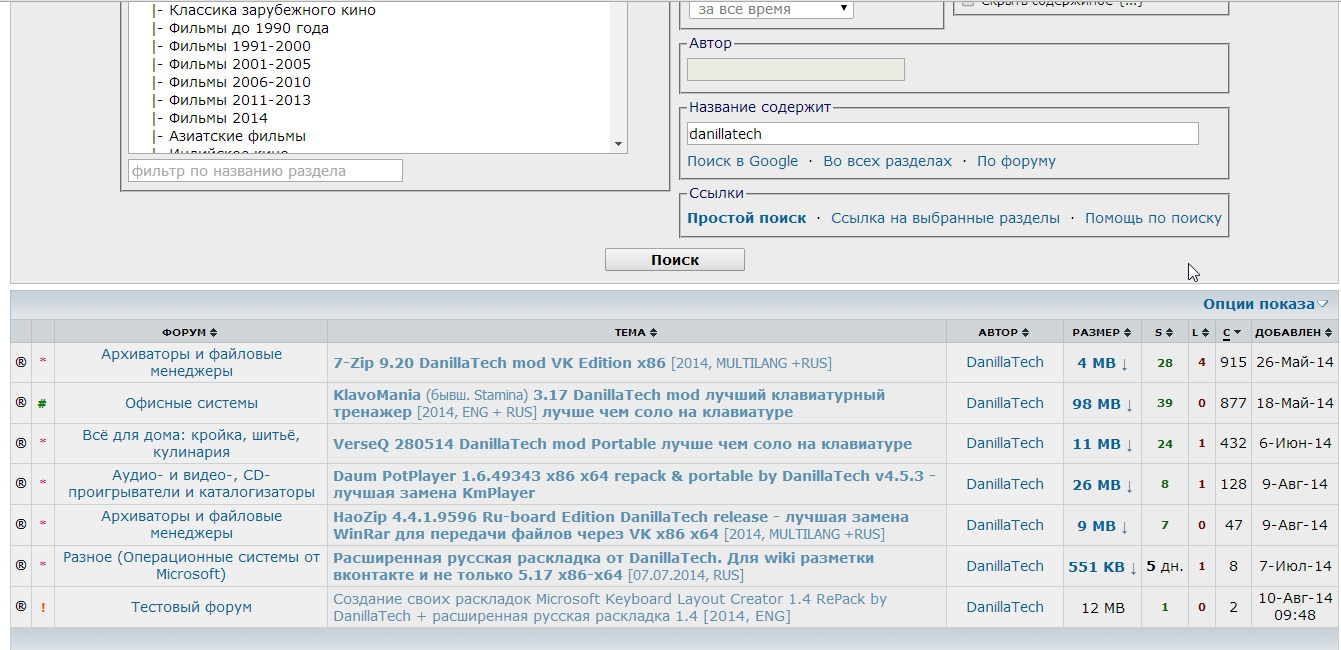 |- Классика зарубежного кино
|- Фильмы до 1990 года
|- Фильмы 1991-2000
|- Фильмы 2001-2005
|- Фильмы 2006-2010
|- Фильмы 2011-2013
|- Фильмы 2014
|- Азиатские фильмы
|- Индийское кино
фильтр по названию раздела
за все время
Скрыть содержимое {...}
Автор
Название содержит
danillatech
Поиск в Google · Во всех разделах · По форуму
Ссылки
Простой поиск · Ссылка на выбранные разделы · Помощь по поиску
Поиск
Опции показа
ФОРУМ ТЕМА АВТОР РАЗМЕР S L C ДОБАВЛЕН
® * Архиваторы и файловые
менеджеры
7-Zip 9.20 DanillaTech mod VK Edition x86 [2014, MULTILANG +RUS]
DanillaTech 4 MB ↓ 28 4 915 26-Май-14
® # Офисные системы
KlavoMania (бывш. Stamina) 3.17 DanillaTech mod лучший клавиатурный
тренажер [2014, ENG + RUS] лучше чем соло на клавиатуре
DanillaTech 98 MB ↓ 39 0 877 18-Май-14
® * Всё для дома: кройка, шитьё,
кулинария
VerseQ 280514 DanillaTech mod Portable лучше чем соло на клавиатуре
DanillaTech 11 MB ↓ 24 1 432 6-Июн-14
® * Аудио- и видео-, CD-
проигрыватели и каталогизаторы
Daum PotPlayer 1.6.49343 x86 x64 repack & portable by DanillaTech v4.5.3 -
лучшая замена KmPlayer
DanillaTech 26 MB ↓ 8 1 128 9-Авг-14
® * Архиваторы и файловые
менеджеры
HaoZip 4.4.1.9596 Ru-board Edition DanillaTech release - лучшая замена
WinRar для передачи файлов через VK x86 x64 [2014, MULTILANG +RUS]
DanillaTech 9 MB ↓ 7 0 47 9-Авг-14
® * Разное (Операционные системы от
Microsoft)
Расширенная русская раскладка от DanillaTech. Для wiki разметки
вконтакте и не только 5.17 x86-x64 [07.07.2014, RUS]
DanillaTech 551 KB ↓ 5 дн. 1 8 7-Июл-14
® ! Тестовый форум
Создание своих раскладок Microsoft Keyboard Layout Creator 1.4 RePack by
DanillaTech + расширенная русская раскладка 1.4 [2014, ENG]
DanillaTech 12 MB 1 0 2 10-Авг-14
09:48